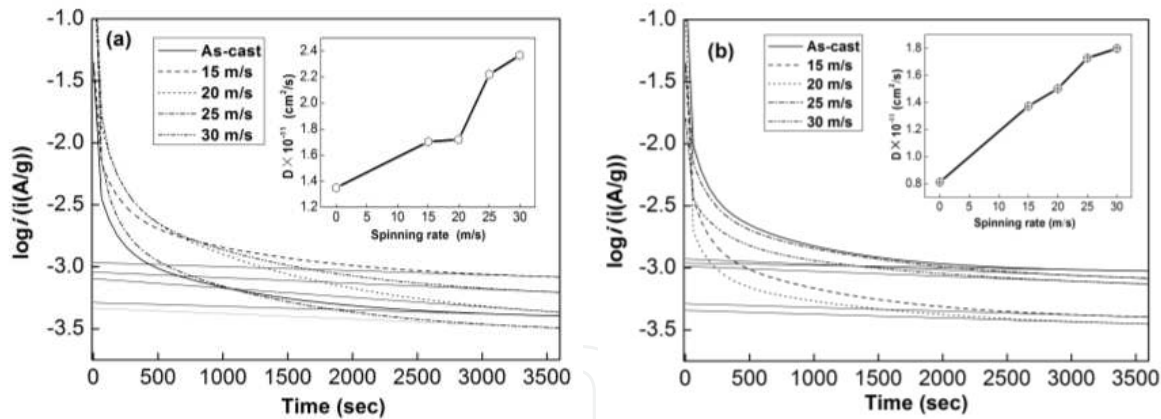 (a)
As-cast
15 m/s
20 m/s
25 m/s
30 m/s
D×10⁻¹¹ (cm²/s)
2.4
2.2
2.0
1.8
1.6
1.4
1.2
0 5 10 15 20 25 30
Spinning rate (m/s)
log i (i(A/g))
-1.0
-1.5
-2.0
-2.5
-3.0
-3.5
0 500 1000 1500 2000 2500 3000 3500
Time (sec)
(b)
As-cast
15 m/s
20 m/s
25 m/s
30 m/s
D×10⁻¹¹ (cm²/s)
1.8
1.6
1.4
1.2
1.0
0.8
0 5 10 15 20 25 30
Spinning rate (m/s)
log i (i(A/g))
-1.0
-1.5
-2.0
-2.5
-3.0
-3.5
0 500 1000 1500 2000 2500 3000 3500
Time (sec)